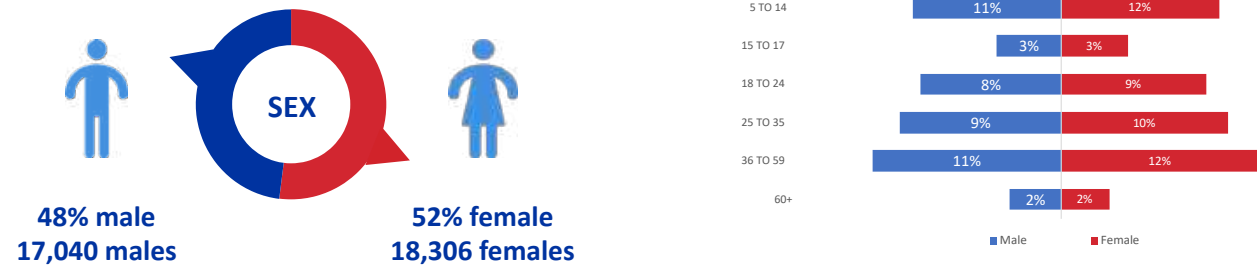 SEX
48% male
17,040 males
52% female
18,306 females
5 TO 14
11%
12%
15 TO 17
3%
3%
18 TO 24
8%
9%
25 TO 35
9%
10%
36 TO 59
11%
12%
60+
2%
2%
Male
Female